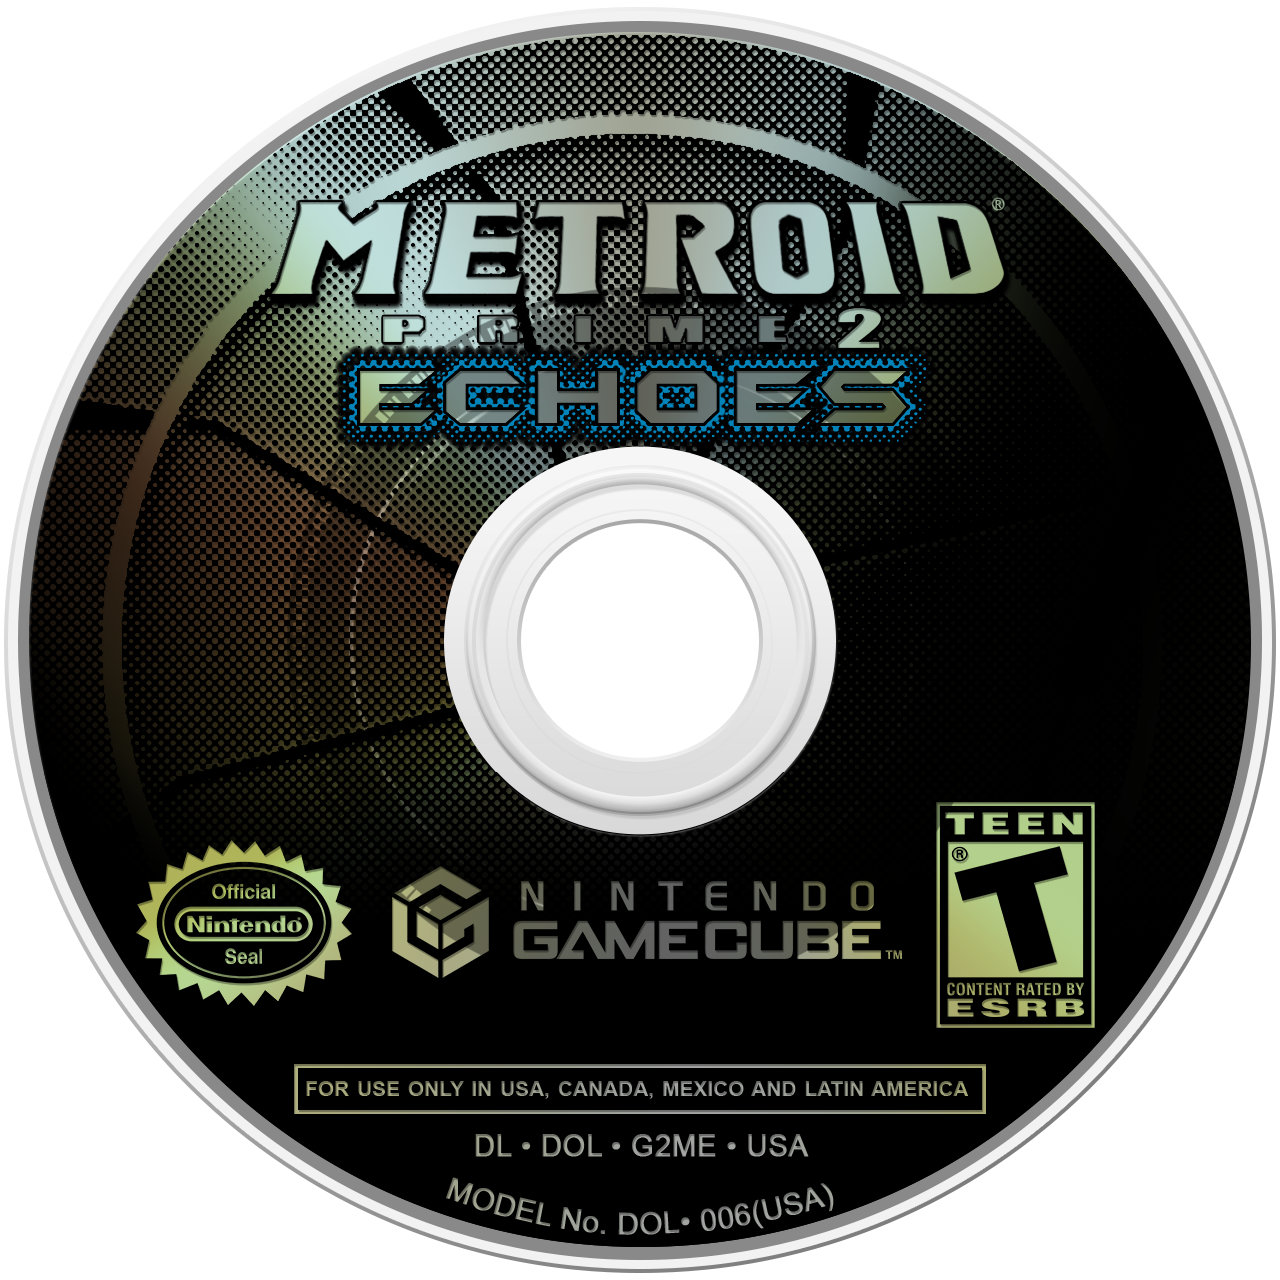 METROID®
PRIME 2
ECHOES
Official
Nintendo®
Seal
NINTENDO
GAMECUBE™
TEEN
®
T
CONTENT RATED BY
ESRB
FOR USE ONLY IN USA, CANADA, MEXICO AND LATIN AMERICA
DL • DOL • G2ME • USA
MODEL No. DOL• 006(USA)